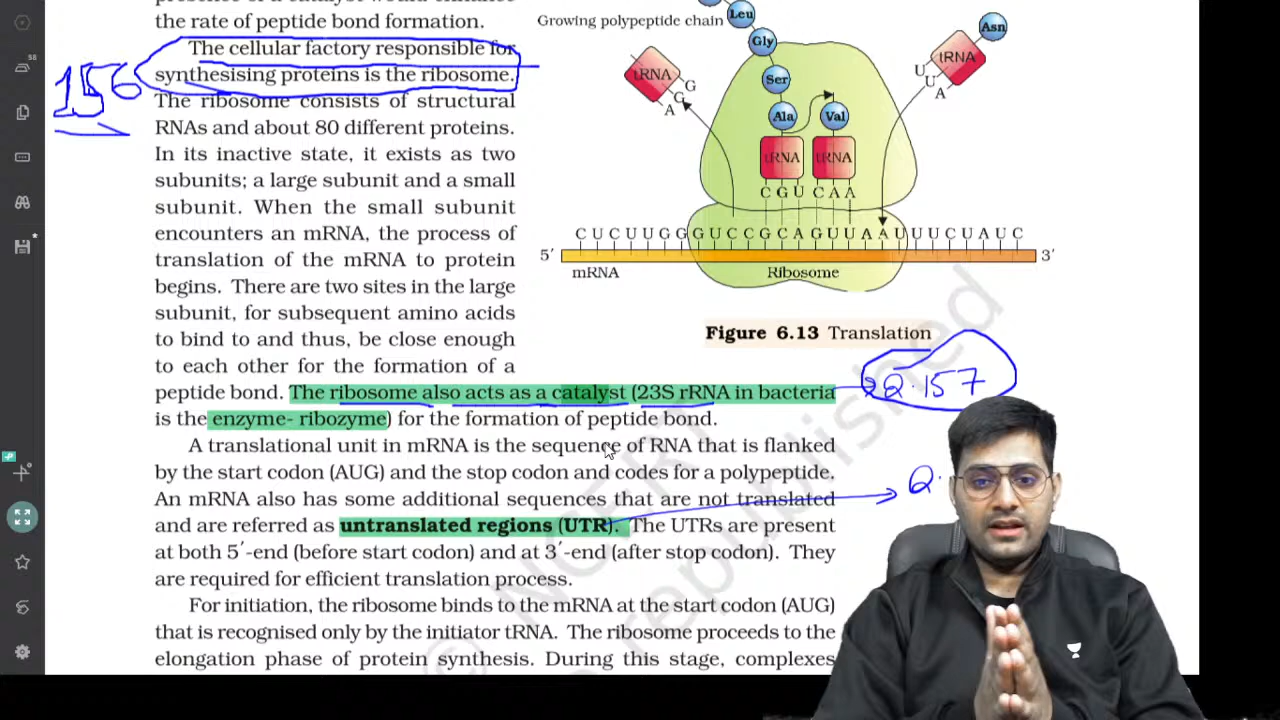 presence of a catalyst would enhance
the rate of peptide bond formation.
The cellular factory responsible for
synthesising proteins is the ribosome.
The ribosome consists of structural
RNAs and about 80 different proteins.
In its inactive state, it exists as two
subunits; a large subunit and a small
subunit. When the small subunit
encounters an mRNA, the process of
translation of the mRNA to protein
begins. There are two sites in the large
subunit, for subsequent amino acids
to bind to and thus, be close enough
to each other for the formation of a
peptide bond. The ribosome also acts as a catalyst (23S rRNA in bacteria
is the enzyme- ribozyme) for the formation of peptide bond.
A translational unit in mRNA is the sequence of RNA that is flanked
by the start codon (AUG) and the stop codon and codes for a polypeptide.
An mRNA also has some additional sequences that are not translated
and are referred as untranslated regions (UTR). The UTRs are present
at both 5′-end (before start codon) and at 3′-end (after stop codon). They
are required for efficient translation process.
For initiation, the ribosome binds to the mRNA at the start codon (AUG)
that is recognised only by the initiator tRNA. The ribosome proceeds to the
elongation phase of protein synthesis. During this stage, complexes
156
Growing polypeptide chain
Leu
Gly
Ser
Ala
Val
Asn
tRNA
A G G
tRNA
U U A
tRNA
tRNA
C G U C A A
C U C U U G G G U C C G C A G U U A A U U U C U A U C
5′
3′
mRNA
Ribosome
Figure 6.13 Translation
Q.157
Q.
© NCERT
republished
58